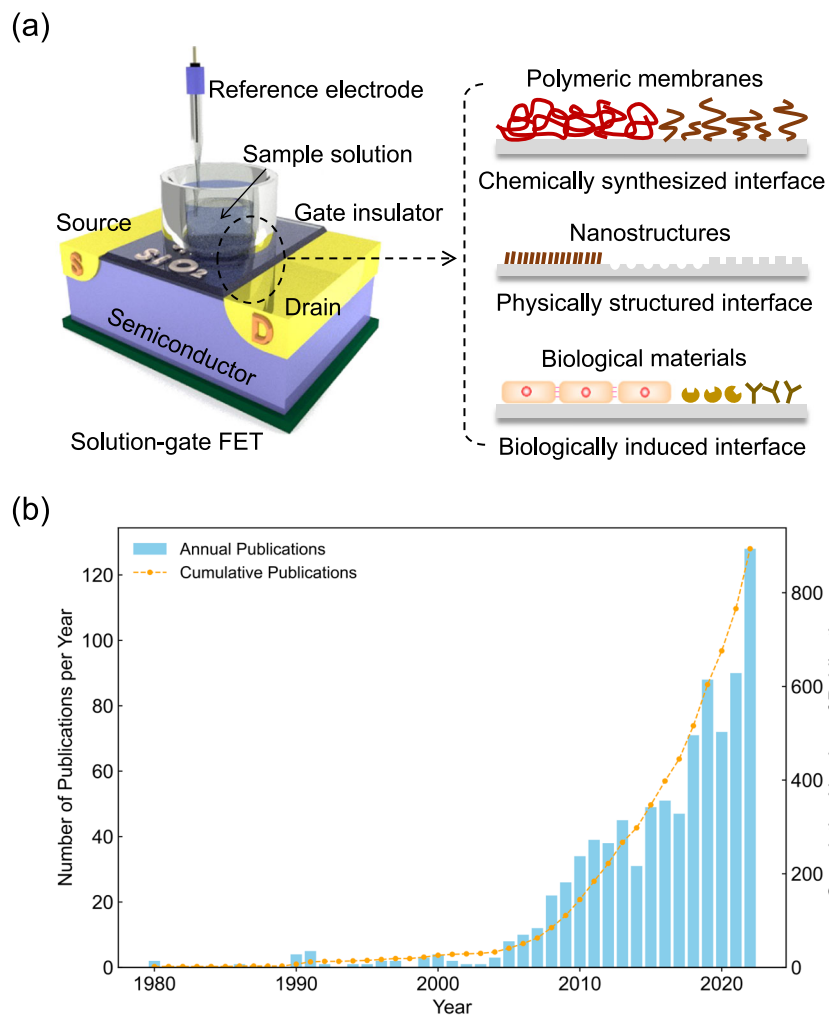 (a)
Reference electrode
Sample solution
Gate insulator
Source
S
SiO2
Drain
D
Semiconductor
Solution-gate FET
Polymeric membranes
Chemically synthesized interface
Nanostructures
Physically structured interface
Biological materials
Biologically induced interface
(b)
Annual Publications
Cumulative Publications
Number of Publications per Year
0
20
40
60
80
100
120
0
200
400
600
800
1980
1990
2000
2010
2020
Year